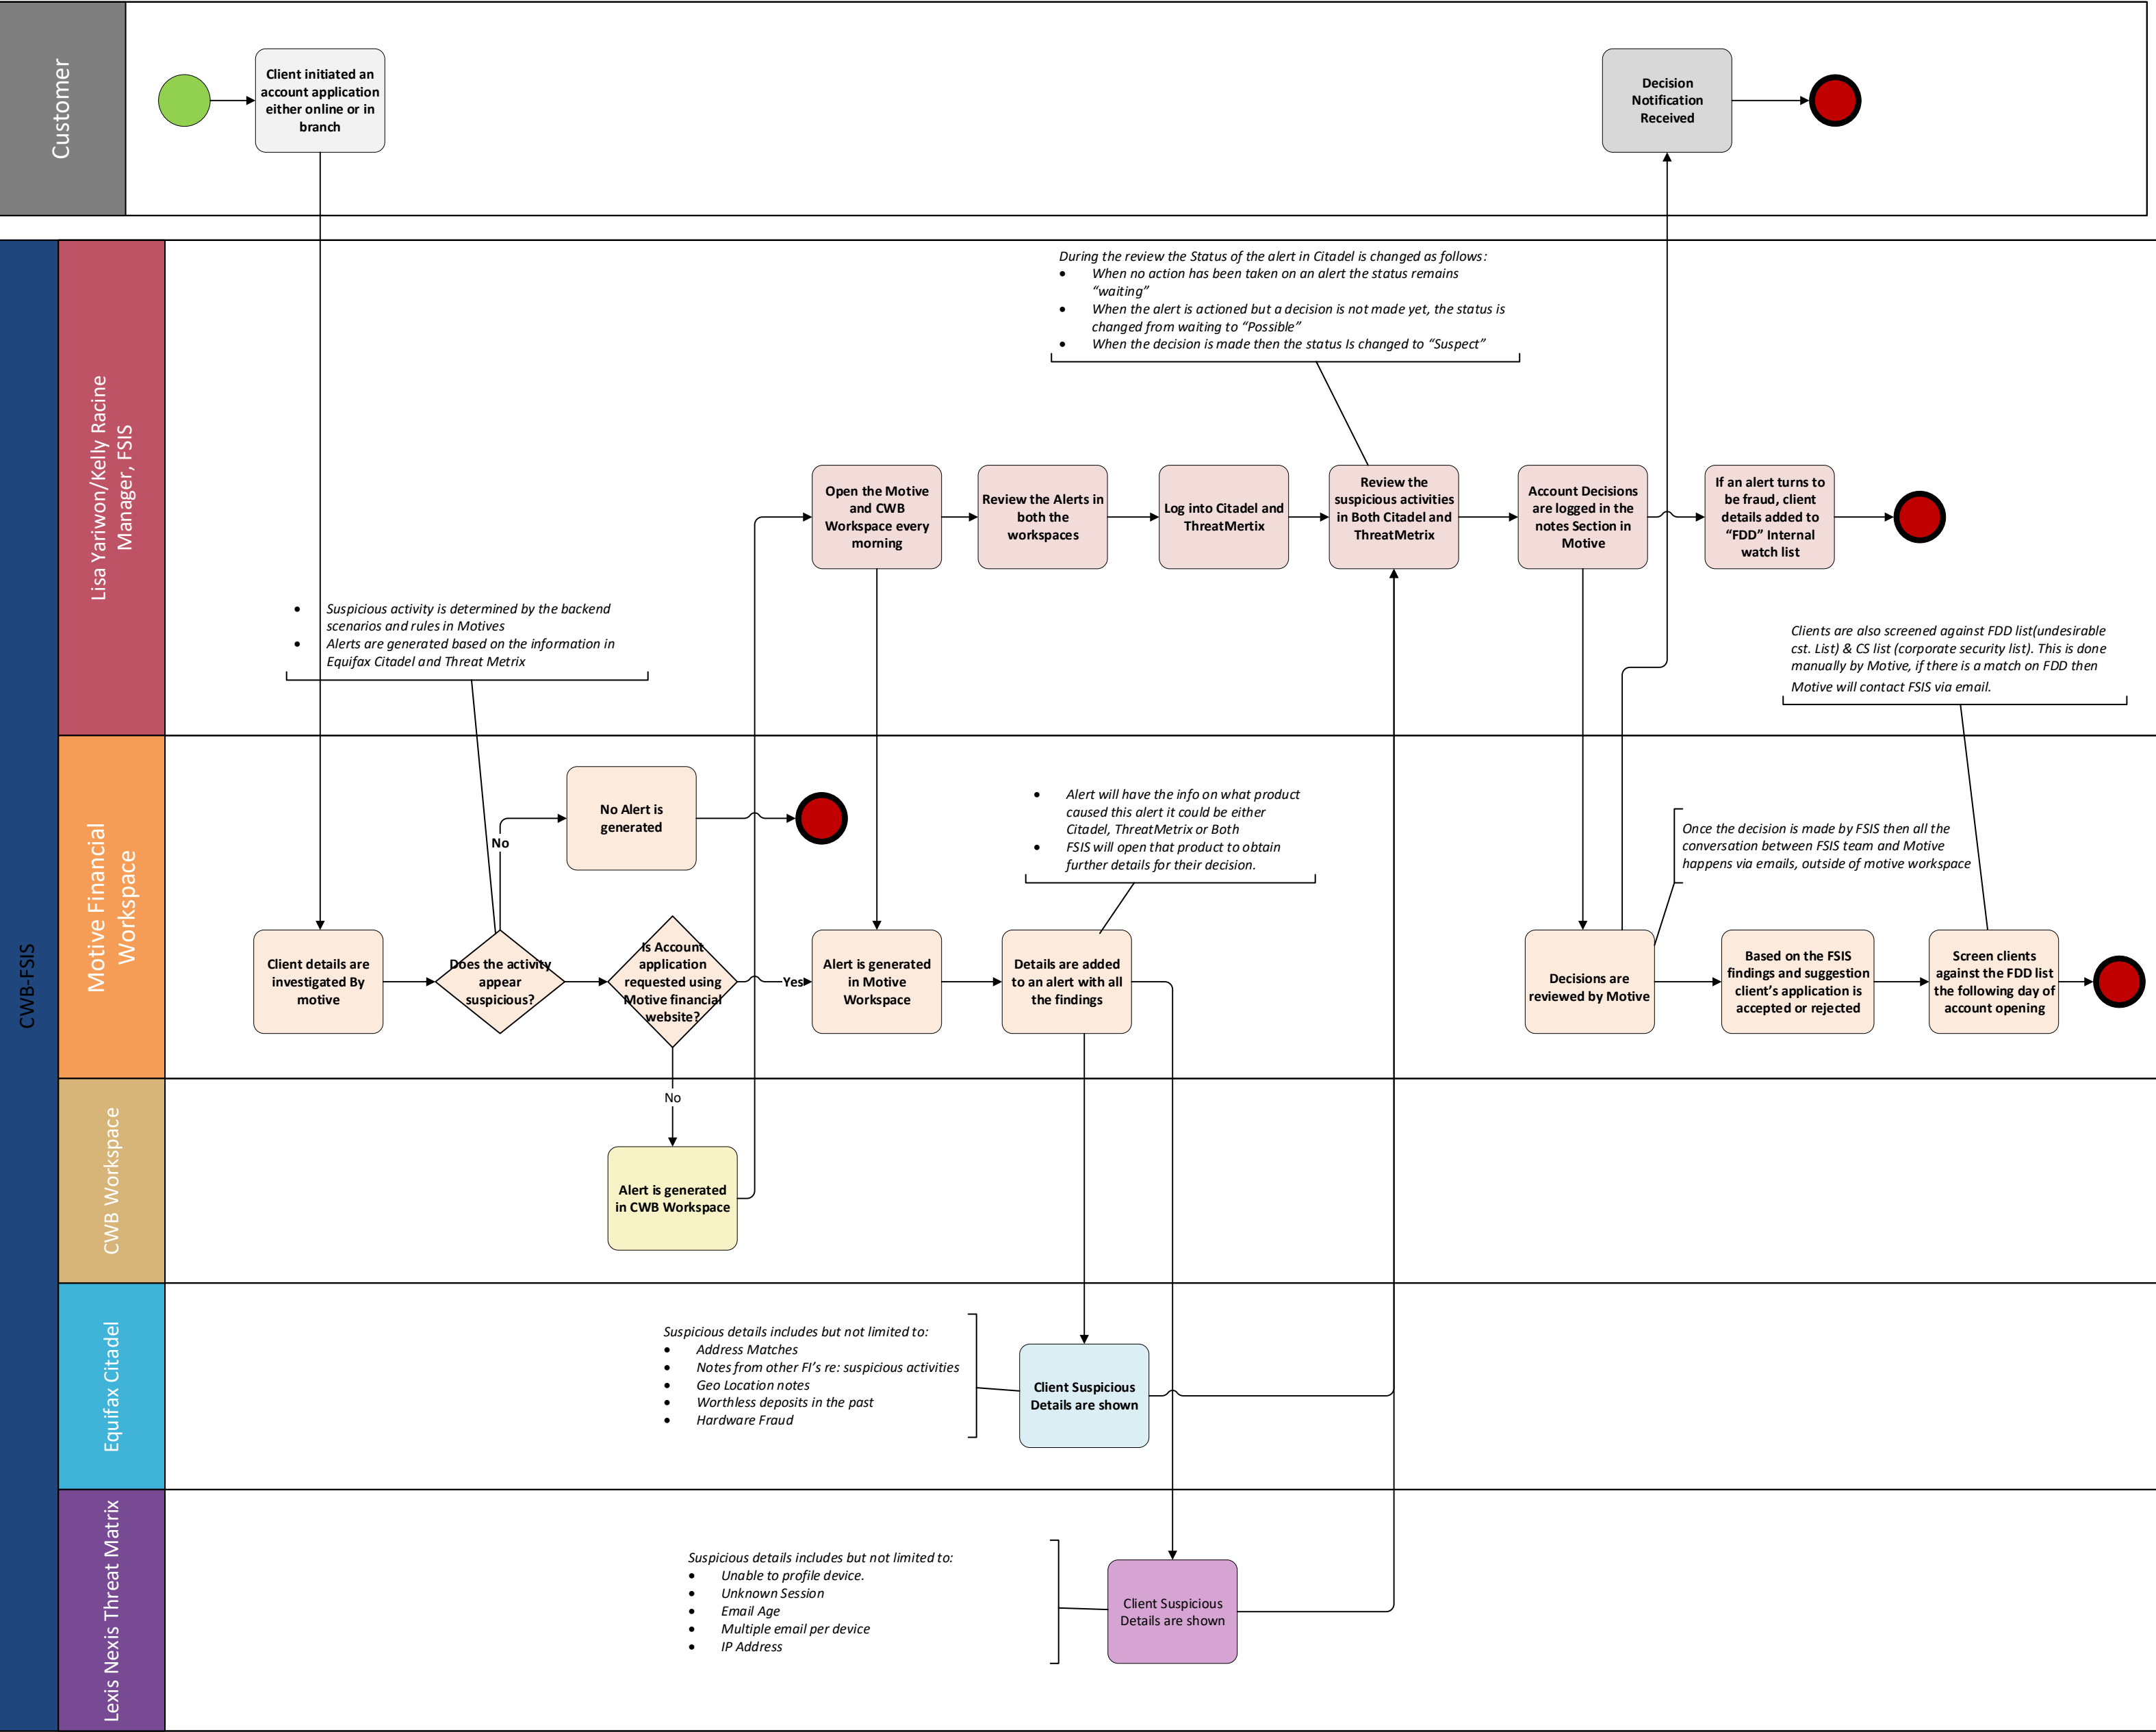 Customer
Client initiated an
account application
either online or in
branch
Decision
Notification
Received
CWB-FSIS
Lisa Yariwon/Kelly Racine
Manager, FSIS
During the review the Status of the alert in Citadel is changed as follows:
• When no action has been taken on an alert the status remains
“waiting”
• When the alert is actioned but a decision is not made yet, the status is
changed from waiting to “Possible”
• When the decision is made then the status Is changed to “Suspect”
Open the Motive
and CWB
Workspace every
morning
Review the Alerts in
both the
workspaces
Log into Citadel and
ThreatMertix
Review the
suspicious activities
in Both Citadel and
ThreatMetrix
Account Decisions
are logged in the
notes Section in
Motive
If an alert turns to
be fraud, client
details added to
“FDD” Internal
watch list
• Suspicious activity is determined by the backend
scenarios and rules in Motives
• Alerts are generated based on the information in
Equifax Citadel and Threat Metrix
Clients are also screened against FDD list(undesirable
cst. List) & CS list (corporate security list). This is done
manually by Motive, if there is a match on FDD then
Motive will contact FSIS via email.
Motive Financial
Workspace
No Alert is
generated
No
• Alert will have the info on what product
caused this alert it could be either
Citadel, ThreatMetrix or Both
• FSIS will open that product to obtain
further details for their decision.
Once the decision is made by FSIS then all the
conversation between FSIS team and Motive
happens via emails, outside of motive workspace
Client details are
investigated By
motive
Does the activity
appear
suspicious?
Is Account
application
requested using
Motive financial
website?
Yes
Alert is generated
in Motive
Workspace
Details are added
to an alert with all
the findings
Decisions are
reviewed by Motive
Based on the FSIS
findings and suggestion
client’s application is
accepted or rejected
Screen clients
against the FDD list
the following day of
account opening
CWB Workspace
No
Alert is generated
in CWB Workspace
Equifax Citadel
Suspicious details includes but not limited to:
• Address Matches
• Notes from other FI’s re: suspicious activities
• Geo Location notes
• Worthless deposits in the past
• Hardware Fraud
Client Suspicious
Details are shown
Lexis Nexis Threat Matrix
Suspicious details includes but not limited to:
• Unable to profile device.
• Unknown Session
• Email Age
• Multiple email per device
• IP Address
Client Suspicious
Details are shown